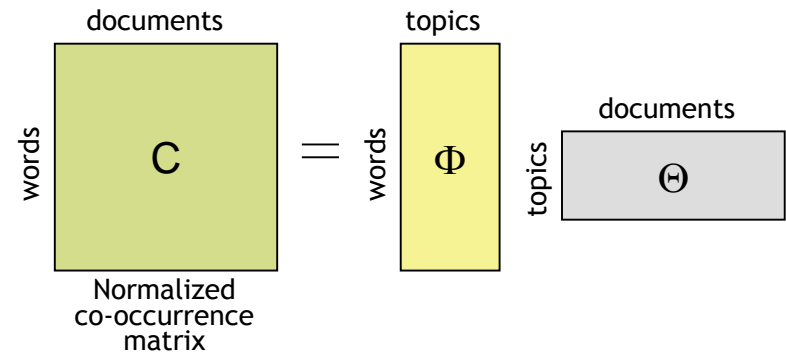 documents
words
C
Normalized
co-occurrence
matrix
=
topics
words
Φ
documents
topics
Θ